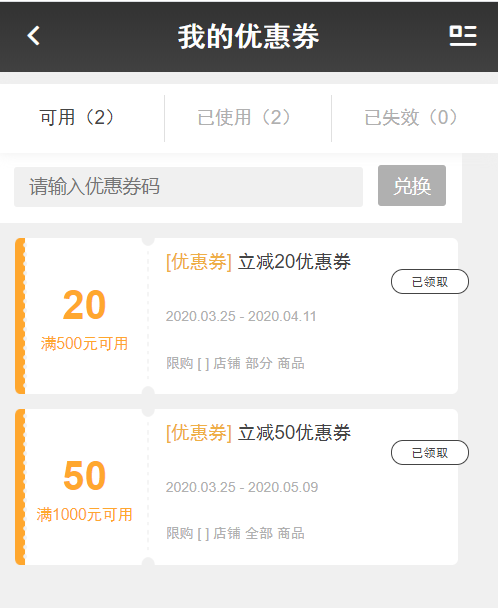 我的优惠券
可用（2）
已使用（2）
已失效（0）
请输入优惠券码
兑换
20
满500元可用
[优惠券] 立减20优惠券
已领取
2020.03.25 - 2020.04.11
限购 [ ] 店铺 部分 商品
50
满1000元可用
[优惠券] 立减50优惠券
已领取
2020.03.25 - 2020.05.09
限购 [ ] 店铺 全部 商品